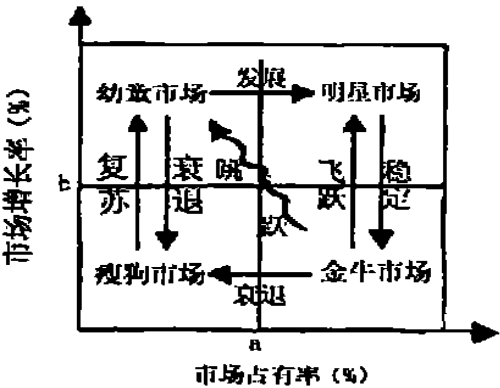 市场增长率(%)
发展
幼童市场
明星市场
复苏
衰退
飞跃
稳定
b
跃
瘦狗市场
金牛市场
衰退
a
市场占有率(%)